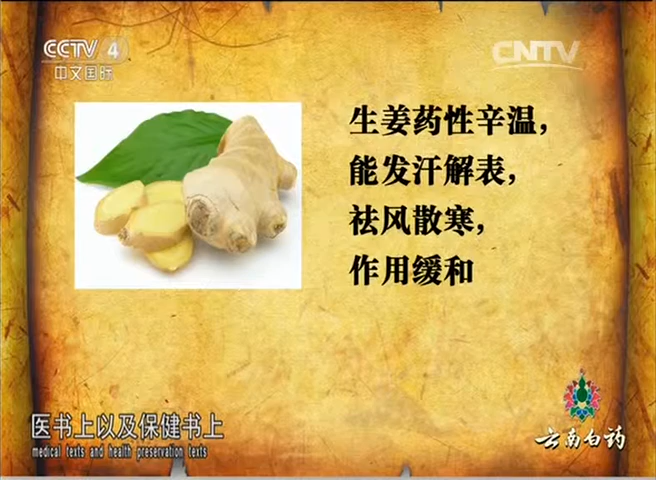 CCTV 4
中文国际
CNTV
生姜药性辛温，
能发汗解表，
祛风散寒，
作用缓和
医书上以及保健书上
medical texts and health preservation texts
云南白药